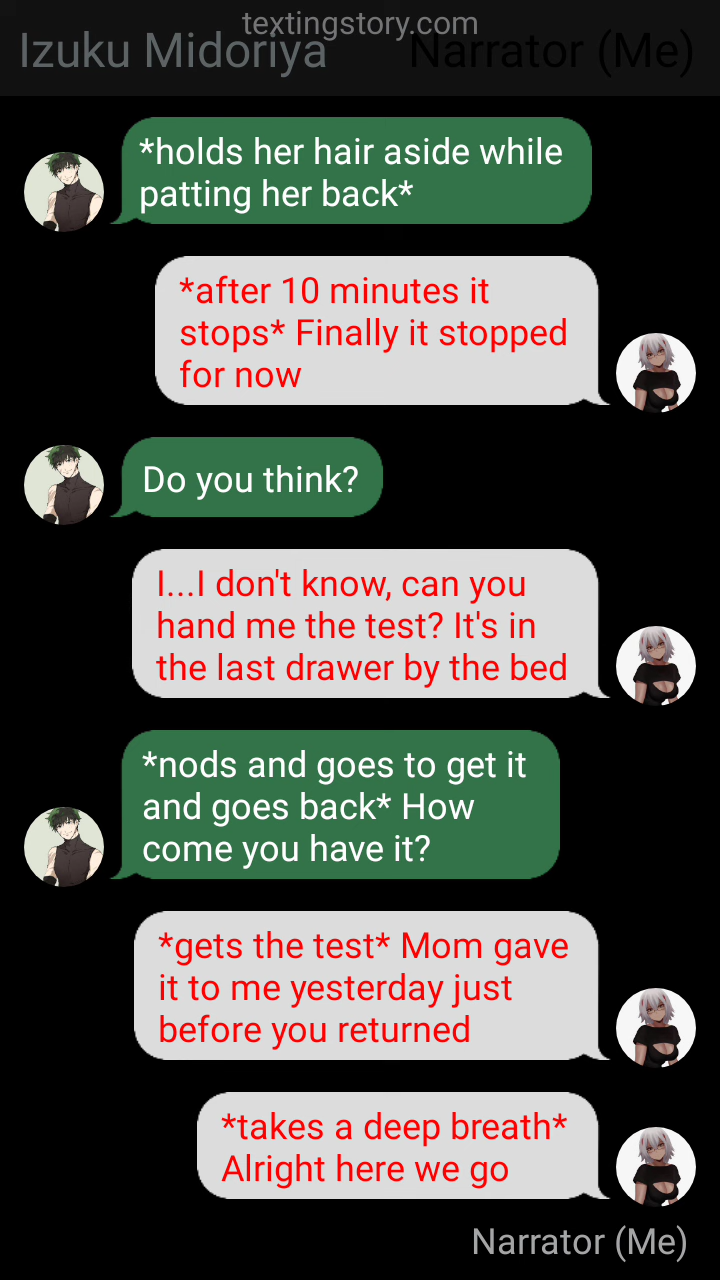 textingstory.com
Izuku Midoriya
Narrator (Me)
*holds her hair aside while
patting her back*
*after 10 minutes it
stops* Finally it stopped
for now
Do you think?
I...I don't know, can you
hand me the test? It's in
the last drawer by the bed
*nods and goes to get it
and goes back* How
come you have it?
*gets the test* Mom gave
it to me yesterday just
before you returned
*takes a deep breath*
Alright here we go
Narrator (Me)